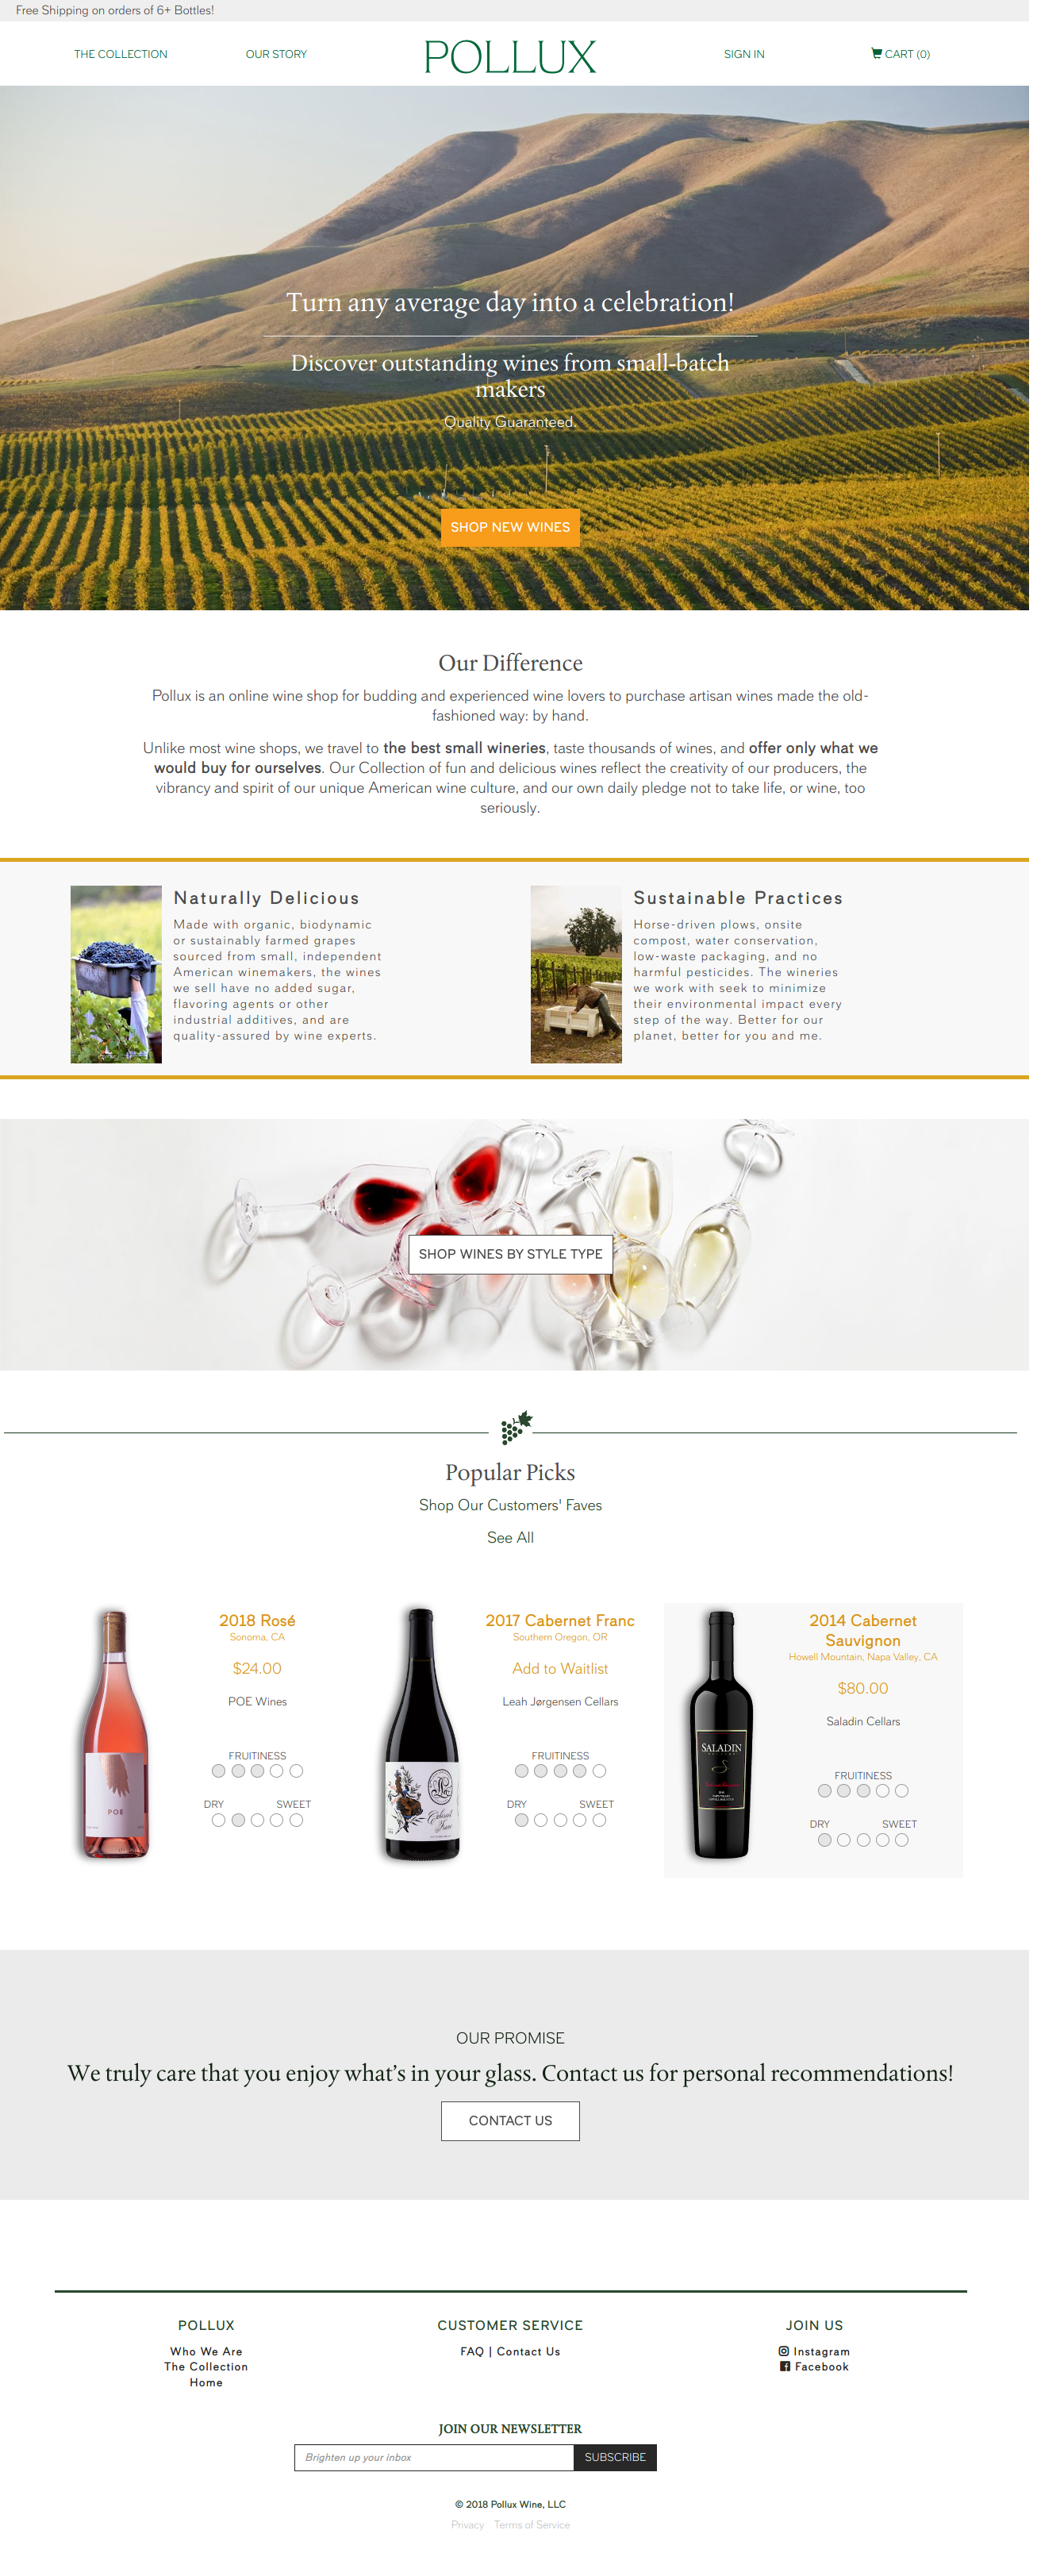 Free Shipping on orders of 6+ Bottles!
THE COLLECTION
OUR STORY
POLLUX
SIGN IN
CART (0)
Turn any average day into a celebration!
Discover outstanding wines from small-batch
makers
Quality Guaranteed.
SHOP NEW WINES
Our Difference
Pollux is an online wine shop for budding and experienced wine lovers to purchase artisan wines made the old-
fashioned way: by hand.
Unlike most wine shops, we travel to the best small wineries, taste thousands of wines, and offer only what we
would buy for ourselves. Our Collection of fun and delicious wines reflect the creativity of our producers, the
vibrancy and spirit of our unique American wine culture, and our own daily pledge not to take life, or wine, too
seriously.
Naturally Delicious
Made with organic, biodynamic
or sustainably farmed grapes
sourced from small, independent
American winemakers, the wines
we sell have no added sugar,
flavoring agents or other
industrial additives, and are
quality-assured by wine experts.
Sustainable Practices
Horse-driven plows, onsite
compost, water conservation,
low-waste packaging, and no
harmful pesticides. The wineries
we work with seek to minimize
their environmental impact every
step of the way. Better for our
planet, better for you and me.
SHOP WINES BY STYLE TYPE
Popular Picks
Shop Our Customers' Faves
See All
POE
2018 Rosé
Sonoma, CA
$24.00
POE Wines
FRUITINESS
DRY SWEET
Cabernet
Franc
2017 Cabernet Franc
Southern Oregon, OR
Add to Waitlist
Leah Jørgensen Cellars
FRUITINESS
DRY SWEET
SALADIN
2014 Cabernet
Sauvignon
Howell Mountain, Napa Valley, CA
$80.00
Saladin Cellars
FRUITINESS
DRY SWEET
OUR PROMISE
We truly care that you enjoy what's in your glass. Contact us for personal recommendations!
CONTACT US
POLLUX
Who We Are
The Collection
Home
CUSTOMER SERVICE
FAQ | Contact Us
JOIN US
Instagram
Facebook
JOIN OUR NEWSLETTER
Brighten up your inbox
SUBSCRIBE
© 2018 Pollux Wine, LLC
Privacy Terms of Service